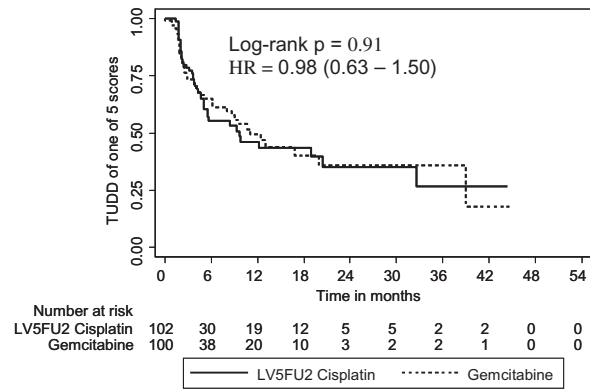 1.00
0.75
0.50
0.25
0.00
TUDD of one of 5 scores
Log-rank p = 0.91
HR = 0.98 (0.63 – 1.50)
0 6 12 18 24 30 36 42 48 54
Time in months
Number at risk
LV5FU2 Cisplatin 102 30 19 12 5 5 2 2 0 0
Gemcitabine 100 38 20 10 3 2 2 1 0 0
LV5FU2 Cisplatin Gemcitabine